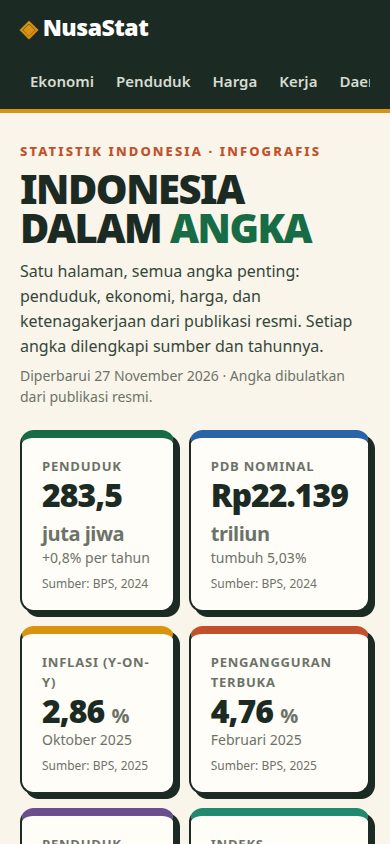 NusaStat
Ekonomi Penduduk Harga Kerja
STATISTIK INDONESIA · INFOGRAFIS
INDONESIA
DALAM ANGKA
Satu halaman, semua angka penting:
penduduk, ekonomi, harga, dan
ketenagakerjaan dari publikasi resmi. Setiap
angka dilengkapi sumber dan tahunnya.
Diperbarui 27 November 2026 · Angka dibulatkan
dari publikasi resmi.
PENDUDUK
283,5
juta jiwa
+0,8% per tahun
Sumber: BPS, 2024
PDB NOMINAL
Rp22.139
triliun
tumbuh 5,03%
Sumber: BPS, 2024
INFLASI (Y-ON-
Y)
2,86 %
Oktober 2025
Sumber: BPS, 2025
PENGANGGURAN
TERBUKA
4,76 %
Februari 2025
Sumber: BPS, 2025
PENDUDUK
INDEKS